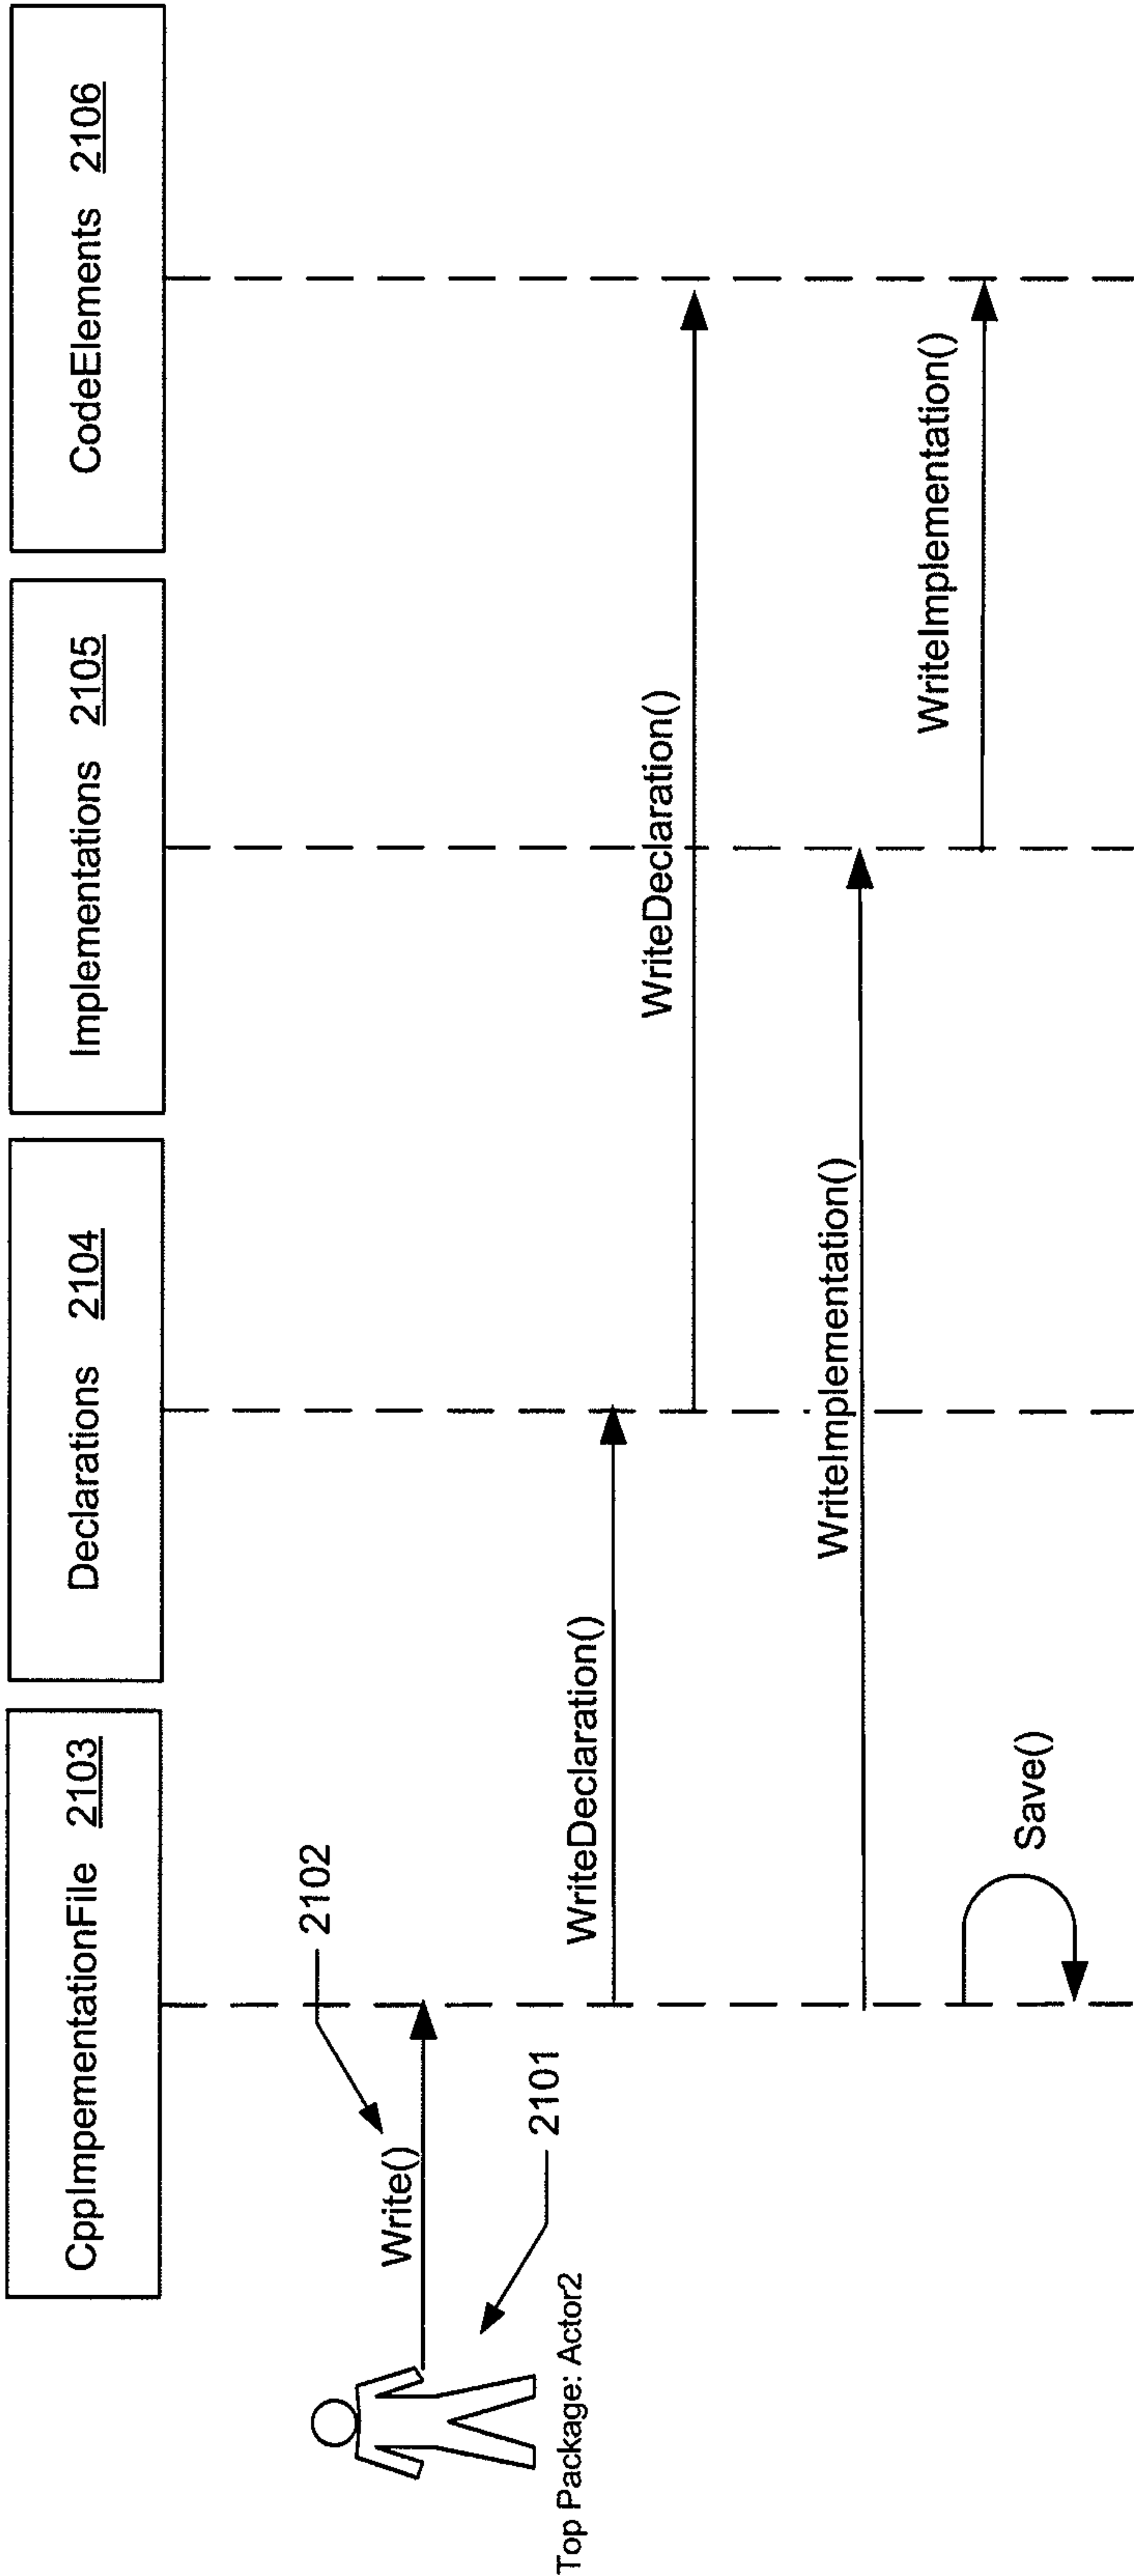 CppImpementationFile 2103
Declarations 2104
Implementations 2105
CodeElements 2106
2102
Write()
2101
Top Package: Actor2
WriteDeclaration()
WriteDeclaration()
WriteImplementation()
WriteImplementation()
Save()